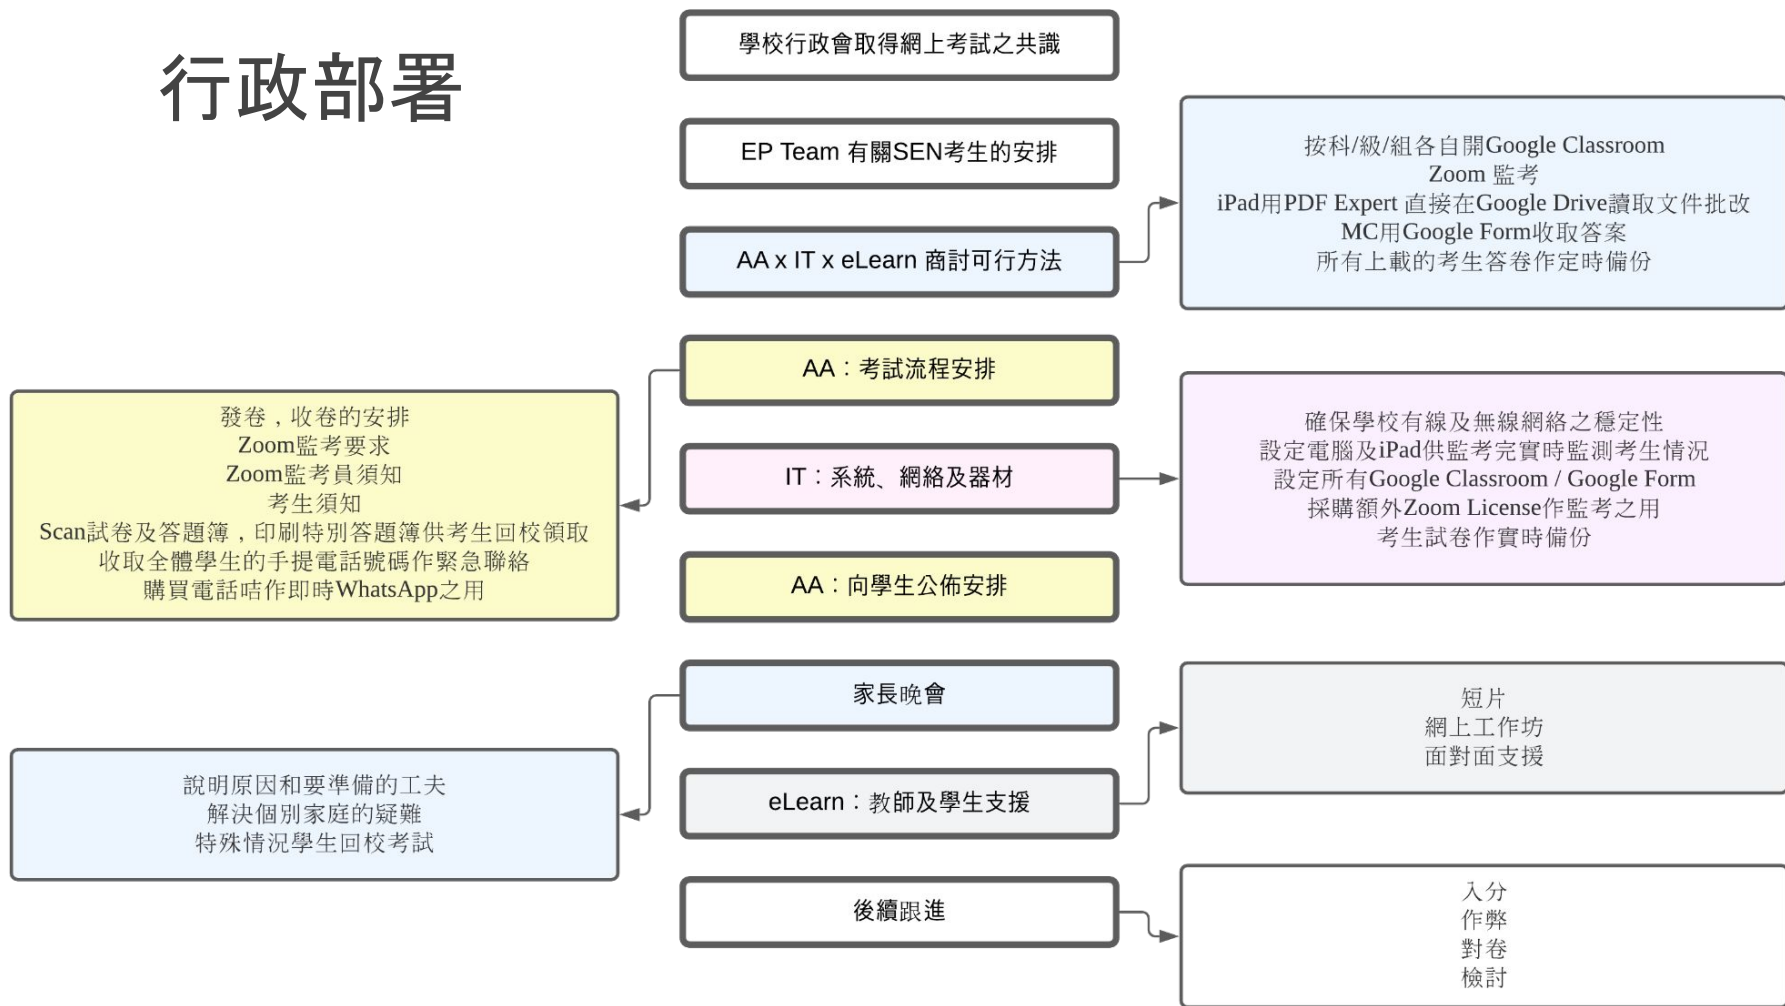 行政部署
學校行政會取得網上考試之共識
EP Team 有關SEN考生的安排
AA x IT x eLearn 商討可行方法
按科/級/組各自開Google Classroom
Zoom 監考
iPad用PDF Expert 直接在Google Drive讀取文件批改
MC用Google Form收取答案
所有上載的考生答卷作定時備份
AA：考試流程安排
發卷，收卷的安排
Zoom監考要求
Zoom監考員須知
考生須知
Scan試卷及答題簿，印刷特別答題簿供考生回校領取
收取全體學生的手提電話號碼作緊急聯絡
購買電話咭作即時WhatsApp之用
IT：系統、網絡及器材
確保學校有線及無線網絡之穩定性
設定電腦及iPad供監考完實時監測考生情況
設定所有Google Classroom / Google Form
採購額外Zoom License作監考之用
考生試卷作實時備份
AA：向學生公佈安排
家長晚會
說明原因和要準備的工夫
解決個別家庭的疑難
特殊情況學生回校考試
eLearn：教師及學生支援
短片
網上工作坊
面對面支援
後續跟進
入分
作弊
對卷
檢討